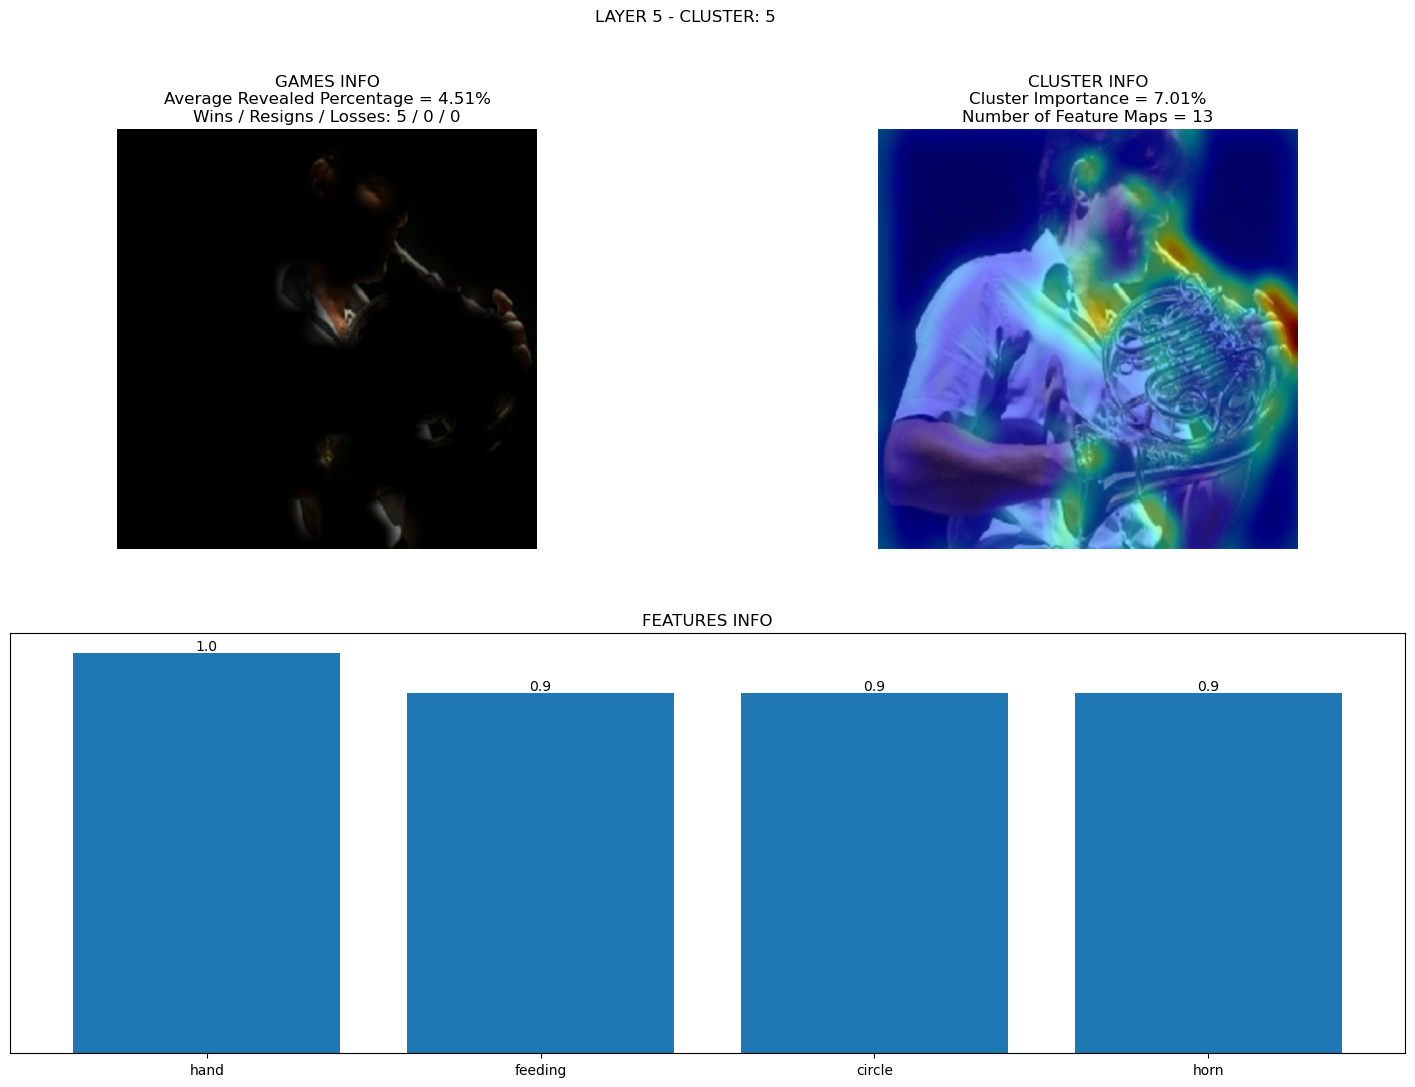 LAYER 5 - CLUSTER: 5
GAMES INFO
Average Revealed Percentage = 4.51%
Wins / Resigns / Losses: 5 / 0 / 0
CLUSTER INFO
Cluster Importance = 7.01%
Number of Feature Maps = 13
FEATURES INFO
1.0
0.9
0.9
0.9
hand
feeding
circle
horn